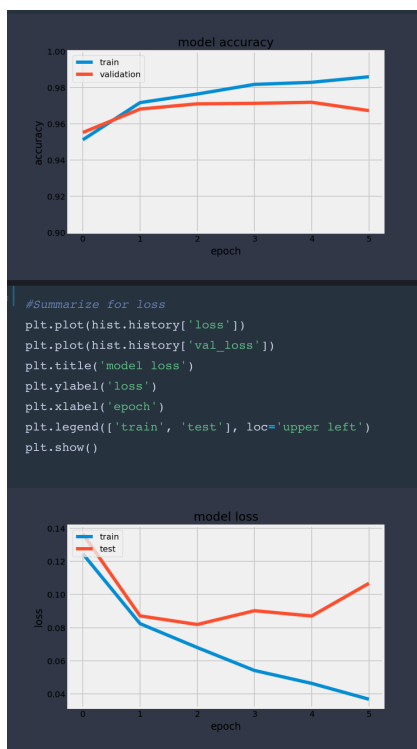 model accuracy
1.00
train
validation
0.98
0.96
0.94
0.92
0.90
accuracy
0 1 2 3 4 5
epoch
#Summarize for loss
plt.plot(hist.history['loss'])
plt.plot(hist.history['val_loss'])
plt.title('model loss')
plt.ylabel('loss')
plt.xlabel('epoch')
plt.legend(['train', 'test'], loc='upper left')
plt.show()
model loss
0.14
train
test
0.12
0.10
0.08
0.06
0.04
loss
0 1 2 3 4 5
epoch